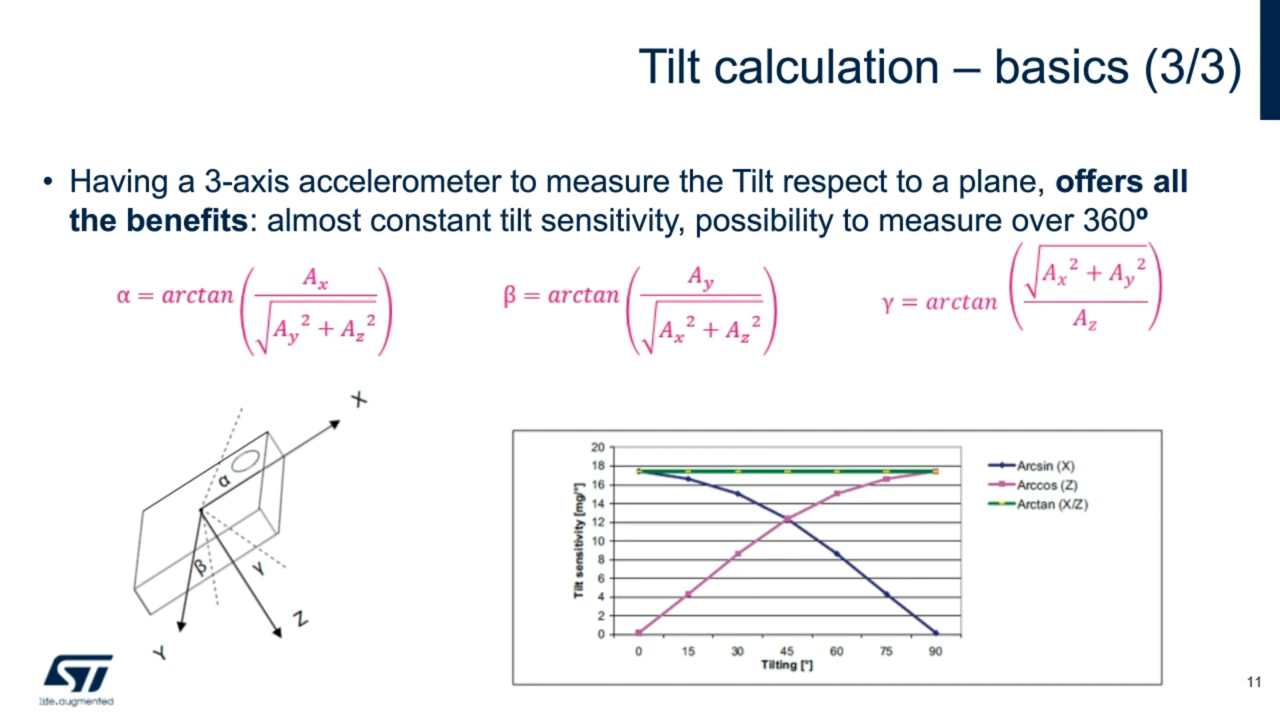 Tilt calculation – basics (3/3)
• Having a 3-axis accelerometer to measure the Tilt respect to a plane, offers all
the benefits: almost constant tilt sensitivity, possibility to measure over 360º
α = arctan (Ax / √(Ay² + Az²))
β = arctan (Ay / √(Ax² + Az²))
γ = arctan (√(Ax² + Ay²) / Az)
X
α
β
γ
Z
Y
Tilt sensitivity [mg/°]
20
18
16
14
12
10
8
6
4
2
0
0 15 30 45 60 75 90
Tilting [°]
Arcsin (X)
Arccos (Z)
Arctan (X/Z)
ST
life.augmented
11